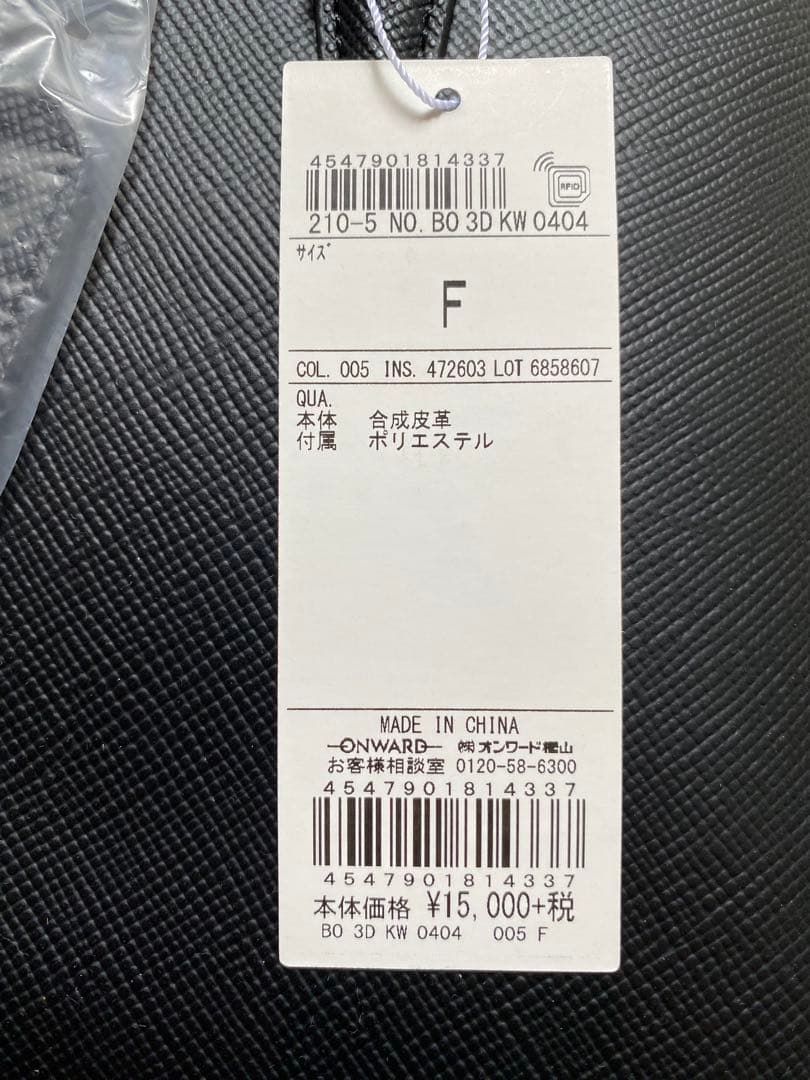 4547901814337
RFID
210-5 NO. BO 3D KW 0404
ｻｲｽﾞ
F
COL. 005 INS. 472603 LOT 6858607
QUA.
本体 合成皮革
付属 ポリエステル
MADE IN CHINA
ONWARD ㈱オンワード樫山
お客様相談室 0120-58-6300
4547901814337
4547901814337
本体価格 ¥15,000+税
BO 3D KW 0404 005 F